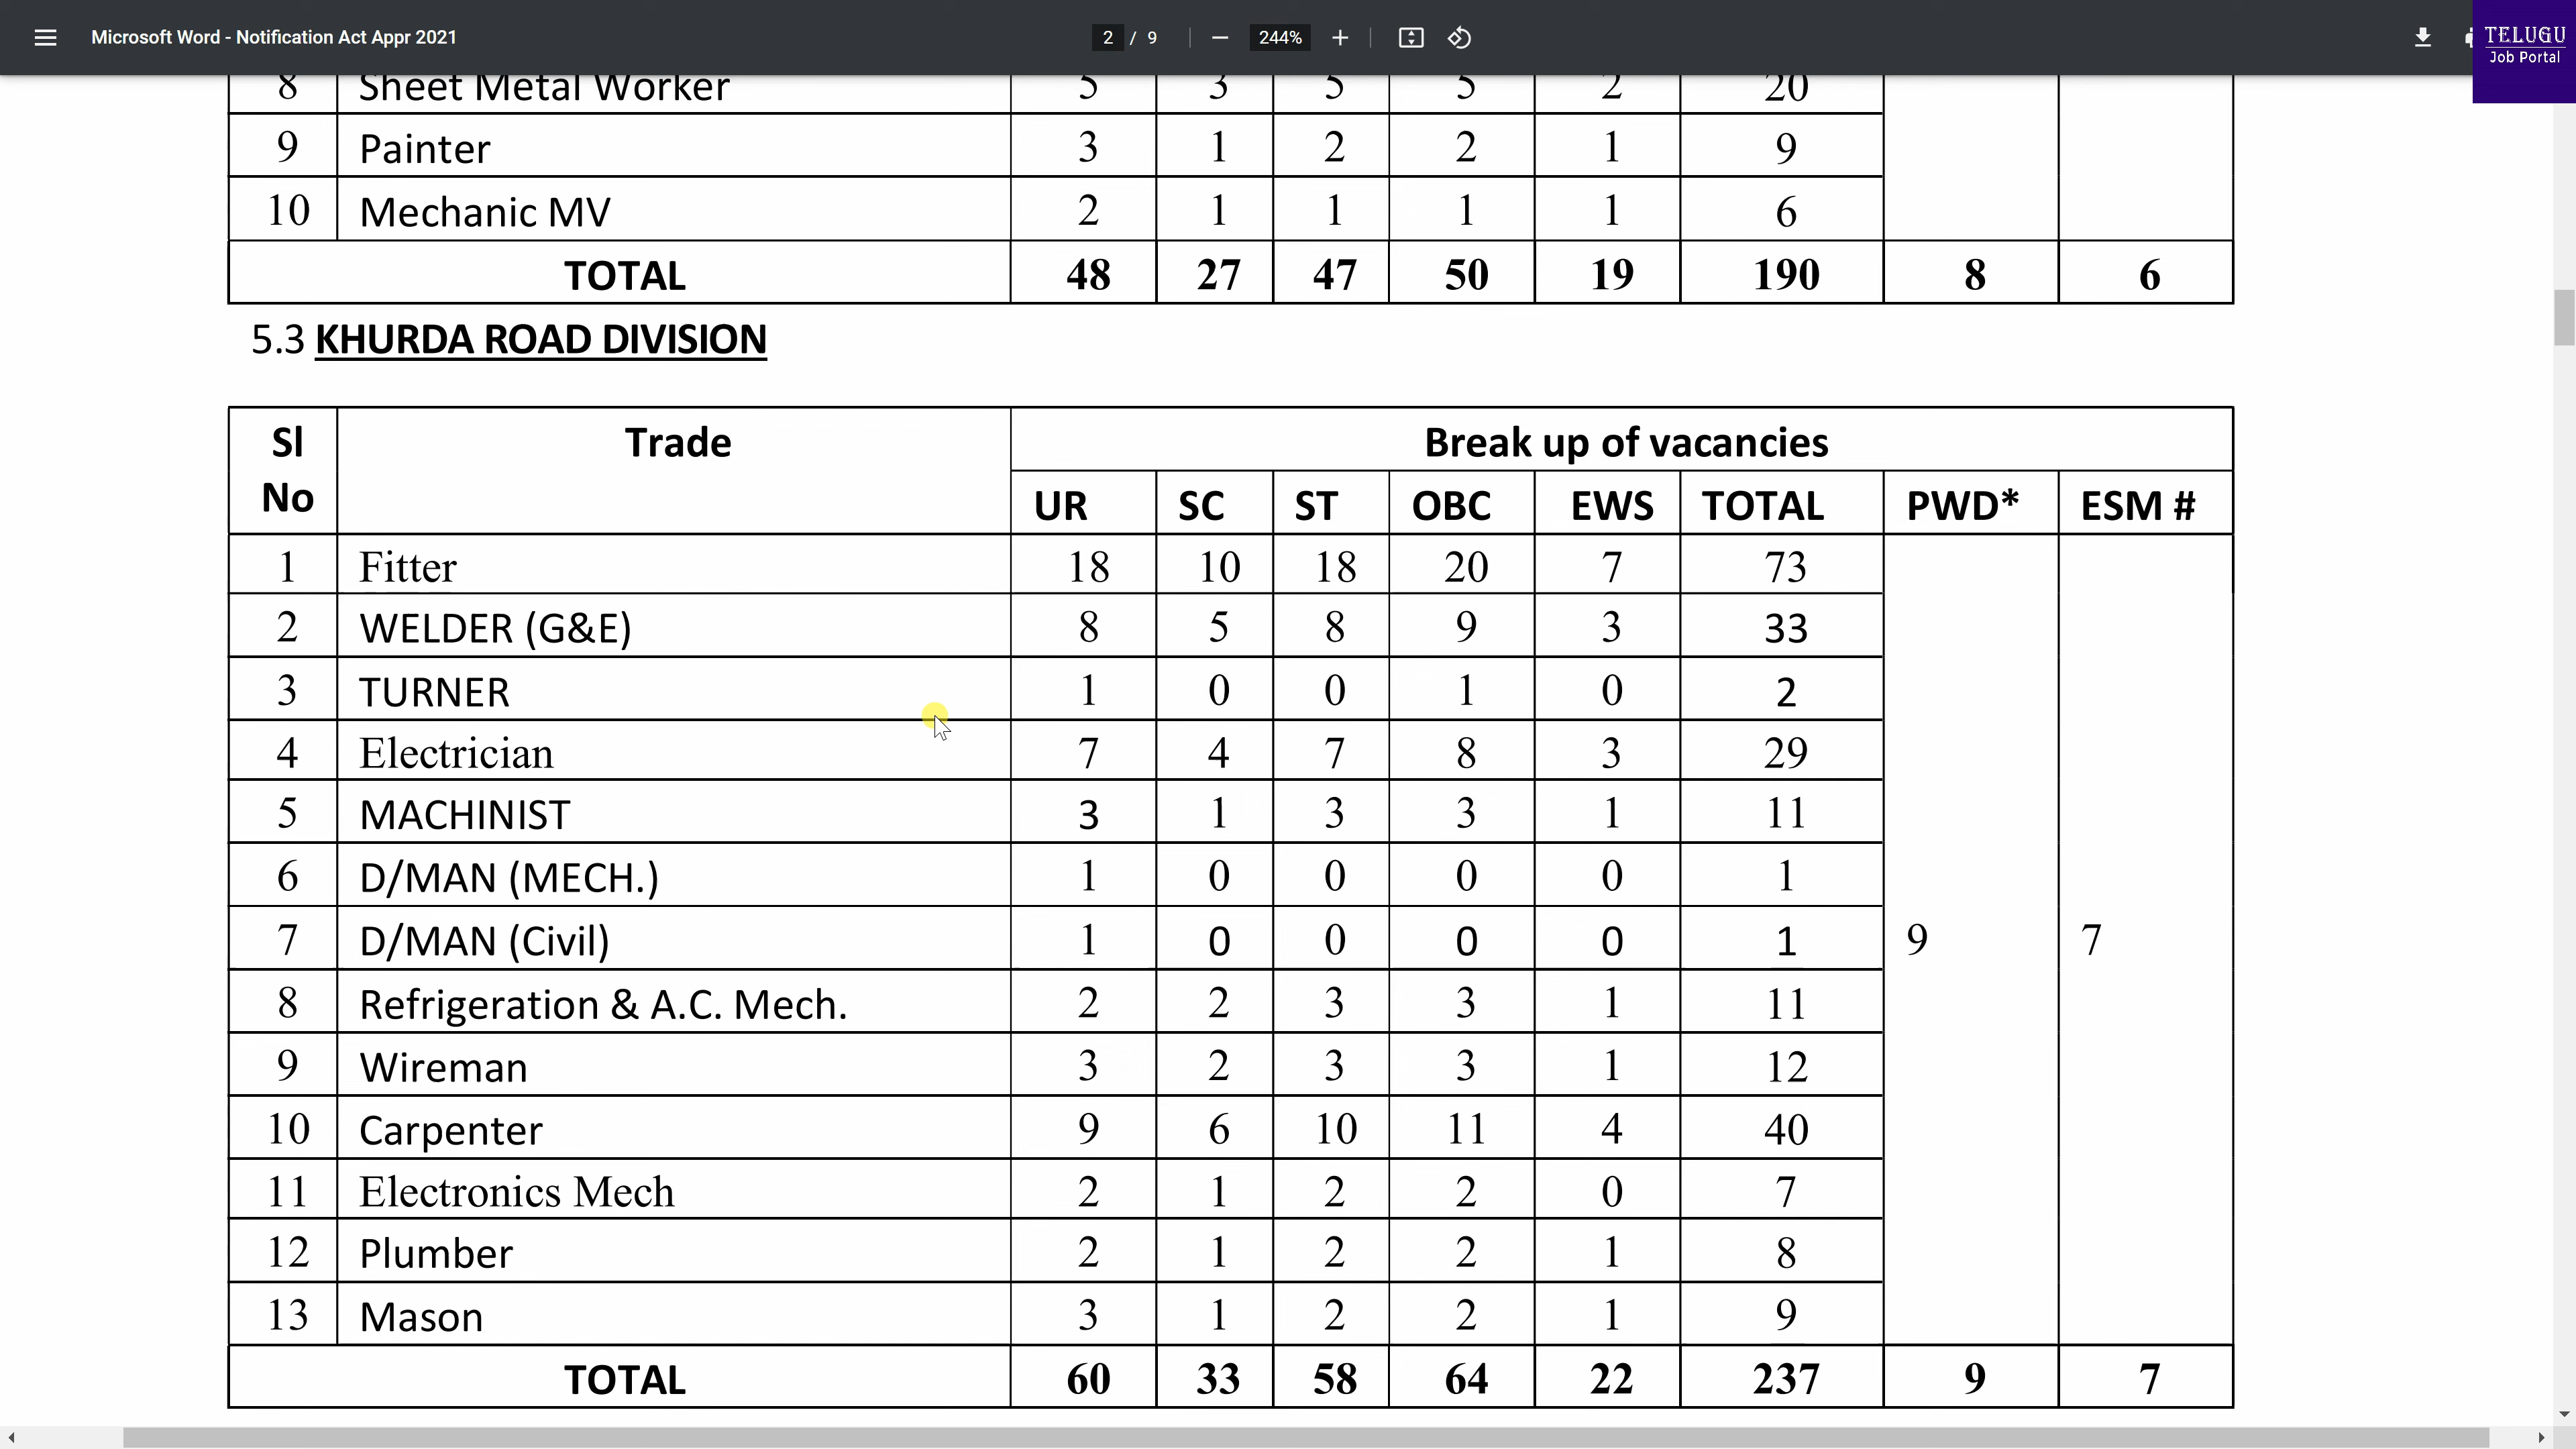 Microsoft Word - Notification Act Appr 2021
2 / 9
244%
TELUGU
Job Portal
8 Sheet Metal Worker 5 3 5 5 2 20
9 Painter 3 1 2 2 1 9
10 Mechanic MV 2 1 1 1 1 6
TOTAL 48 27 47 50 19 190 8 6
5.3 KHURDA ROAD DIVISION
Sl No Trade Break up of vacancies
UR SC ST OBC EWS TOTAL PWD* ESM #
1 Fitter 18 10 18 20 7 73
2 WELDER (G&E) 8 5 8 9 3 33
3 TURNER 1 0 0 1 0 2
4 Electrician 7 4 7 8 3 29
5 MACHINIST 3 1 3 3 1 11
6 D/MAN (MECH.) 1 0 0 0 0 1
7 D/MAN (Civil) 1 0 0 0 0 1 9 7
8 Refrigeration & A.C. Mech. 2 2 3 3 1 11
9 Wireman 3 2 3 3 1 12
10 Carpenter 9 6 10 11 4 40
11 Electronics Mech 2 1 2 2 0 7
12 Plumber 2 1 2 2 1 8
13 Mason 3 1 2 2 1 9
TOTAL 60 33 58 64 22 237 9 7